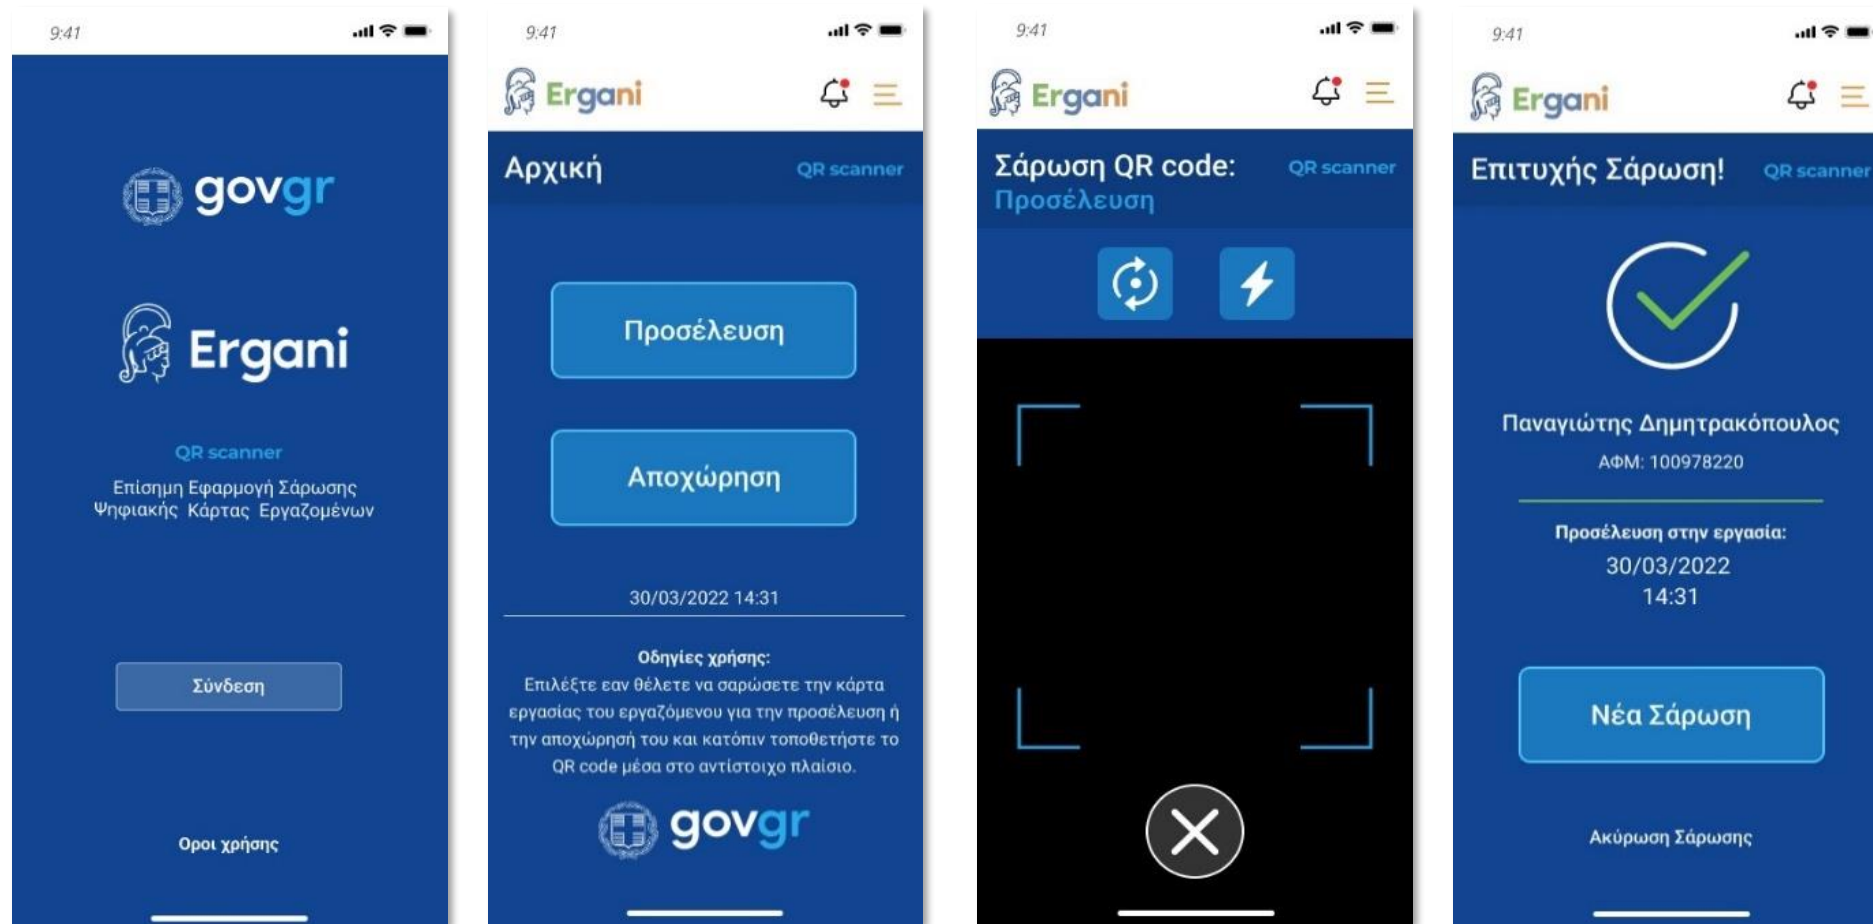 9:41
govgr
Ergani
QR scanner
Επίσημη Εφαρμογή Σάρωσης
Ψηφιακής Κάρτας Εργαζομένων
Σύνδεση
Οροι χρήσης
9:41
Ergani
Αρχική
QR scanner
Προσέλευση
Αποχώρηση
30/03/2022 14:31
Οδηγίες χρήσης:
Επιλέξτε εαν θέλετε να σαρώσετε την κάρτα
εργασίας του εργαζόμενου για την προσέλευση ή
την αποχώρησή του και κατόπιν τοποθετήστε το
QR code μέσα στο αντίστοιχο πλαίσιο.
govgr
9:41
Ergani
Σάρωση QR code:
QR scanner
Προσέλευση
9:41
Ergani
Επιτυχής Σάρωση!
QR scanner
Παναγιώτης Δημητρακόπουλος
ΑΦΜ: 100978220
Προσέλευση στην εργασία:
30/03/2022
14:31
Νέα Σάρωση
Ακύρωση Σάρωσης